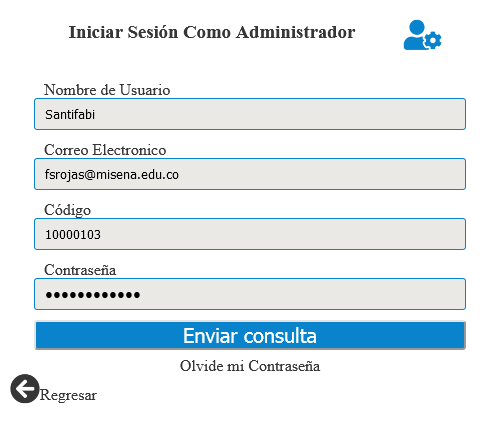 Iniciar Sesión Como Administrador
Nombre de Usuario
Santifabi
Correo Electronico
fsrojas@misena.edu.co
Código
10000103
Contraseña
●●●●●●●●●●●●
Enviar consulta
Olvide mi Contraseña
Regresar